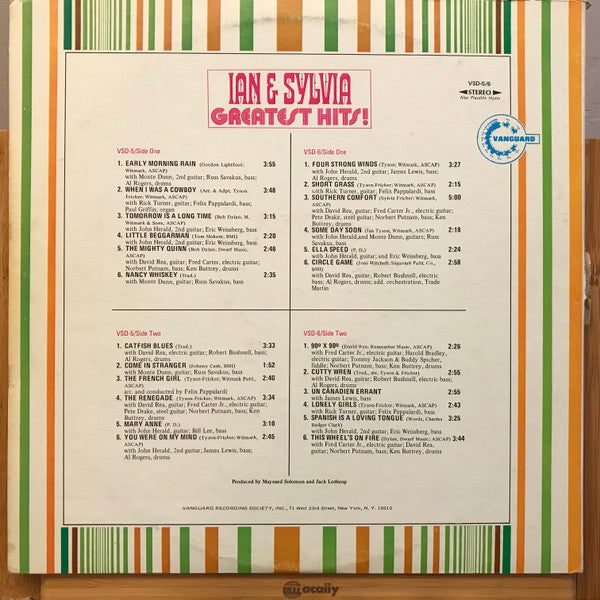 IAN & SYLVIA
GREATEST HITS!
VSD-5/6
STEREO
Also Playable Mono
VANGUARD
VSD-5/Side One
1. EARLY MORNING RAIN (Gordon Lightfoot; 3:55
Witmark, ASCAP)
with Monte Dunn, 2nd guitar; Russ Savakus, bass;
Al Rogers, drums
2. WHEN I WAS A COWBOY (Arr. & Adpt. Tyson 3:48
Fricker; Witmark, ASCAP)
with Rick Turner, guitar; Felix Pappalardi, bass;
Paul Griffin, organ
3. TOMORROW IS A LONG TIME (Bob Dylan; M. 3:15
Witmark & Sons, ASCAP)
with John Herald, 2nd guitar; Eric Weisberg, bass
4. LITTLE BEGGARMAN (Tom Makem; BMI) 2:20
with John Herald, 2nd guitar
5. THE MIGHTY QUINN (Bob Dylan; Dwarf Music, 2:45
ASCAP)
with David Rea, guitar; Fred Carter, electric guitar;
Norbert Putnam, bass; Ken Buttrey, drums
6. NANCY WHISKEY (Trad.) 2:35
with Monte Dunn, guitar; Russ Savakus, bass
VSD-6/Side One
1. FOUR STRONG WINDS (Tyson; Witmark, ASCAP) 3:27
with John Herald, 2nd guitar; James Lewis, bass;
Al Rogers, drums
2. SHORT GRASS (Tyson-Fricker; Witmark, ASCAP) 2:15
with Rick Turner, guitar; Felix Pappalardi, bass
3. SOUTHERN COMFORT (Sylvia Fricker; Witmark, 5:00
ASCAP)
with David Rea, guitar; Fred Carter Jr., electric guitar;
Pete Drake, steel guitar; Norbert Putnam, bass; Ken
Buttrey, drums
4. SOME DAY SOON (Ian Tyson, Witmark, ASCAP) 2:21
with John Herald,and Monte Dunn, guitars; Russ
Savakus, bass
5. ELLA SPEED (P. D.) 2:24
with John Herald, guitar; and Eric Weissberg, bass
6. CIRCLE GAME (Joni Mitchell; Siquomb Publ. Co., 2:58
BMI)
with David Rea, guitar; Robert Bushnell, electric
bass; Al Rogers, drums; add. orchestration, Trade
Martin
VSD-5/Side Two
1. CATFISH BLUES (Trad.) 3:33
with David Rea, electric guitar; Robert Bushnell, bass;
Al Rogers, drums
2. COME IN STRANGER (Johnny Cash, BMI) 1:52
with Monte Dunn, guitar; Russ Savakus, bass
3. THE FRENCH GIRL (Tyson-Fricker; Witmark Publ., 2:40
ASCAP)
arr. and conducted by Felix Pappalardi
4. THE RENEGADE (Tyson-Fricker; Witmark, ASCAP) 3:34
with David Rea, guitar; Fred Carter Jr., electric guitar;
Pete Drake, steel guitar; Norbert Putnam, bass; Ken
Buttrey, drums
5. MARY ANNE (P. D.) 3:10
with John Herald, guitar; Bill Lee, bass
6. YOU WERE ON MY MIND (Tyson-Fricker; Witmark, 2:45
ASCAP)
with John Herald, 2nd guitar; James Lewis, bass;
Al Rogers, drums
VSD-6/Side Two
1. 90º X 90º (David Rea; Remember Music, ASCAP) 2:26
with Fred Carter Jr., electric guitar; Harold Bradley,
electric guitar; Tommy Jackson & Buddy Spicher,
fiddle; Norbert Putnam, bass; Ken Buttrey, drums
2. CUTTY WREN (Trad., arr. Tyson & Fricker)
with David Rea, guitar; Robert Bushnell, bass;
Al Rogers, drums
3. UN CANADIEN ERRANT 2:55
with James Lewis, bass
4. LONELY GIRLS (Tyson-Fricker; Witmark, ASCAP) 2:43
with Rick Turner, guitar; Felix Pappalardi, bass
5. SPANISH IS A LOVING TONGUE (Words, Charles 3:25
Badger Clark)
with John Herald, 2nd guitar; Eric Weissberg, bass
6. THIS WHEEL'S ON FIRE (Dylan, Dwarf Music; ASCAP) 3:44
with Fred Carter Jr., electric guitar; David Rea,
guitar; Norbert Putnam, bass; Ken Buttrey, drums
Produced by Maynard Soloman and Jack Lothrop
VANGUARD RECORDING SOCIETY, INC., 71 West 23rd Street, New York, N. Y. 10010
macally